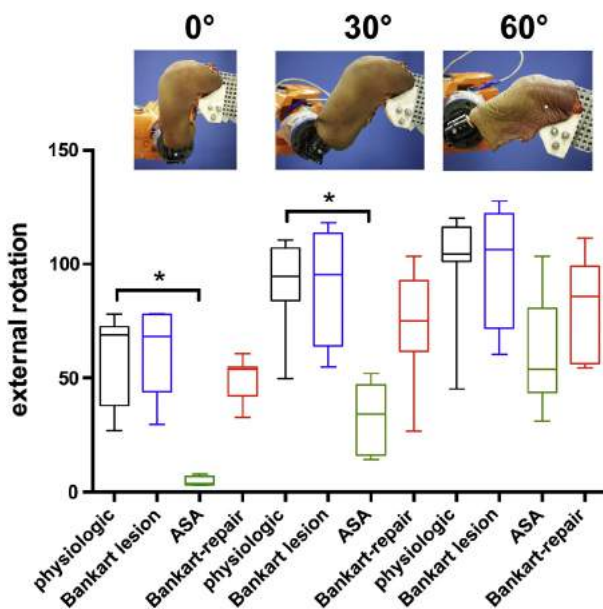 0° 30° 60°
150
100
50
0
external rotation
*
*
physiologic
Bankart lesion
ASA
Bankart-repair
physiologic
Bankart lesion
ASA
Bankart-repair
physiologic
Bankart lesion
ASA
Bankart-repair